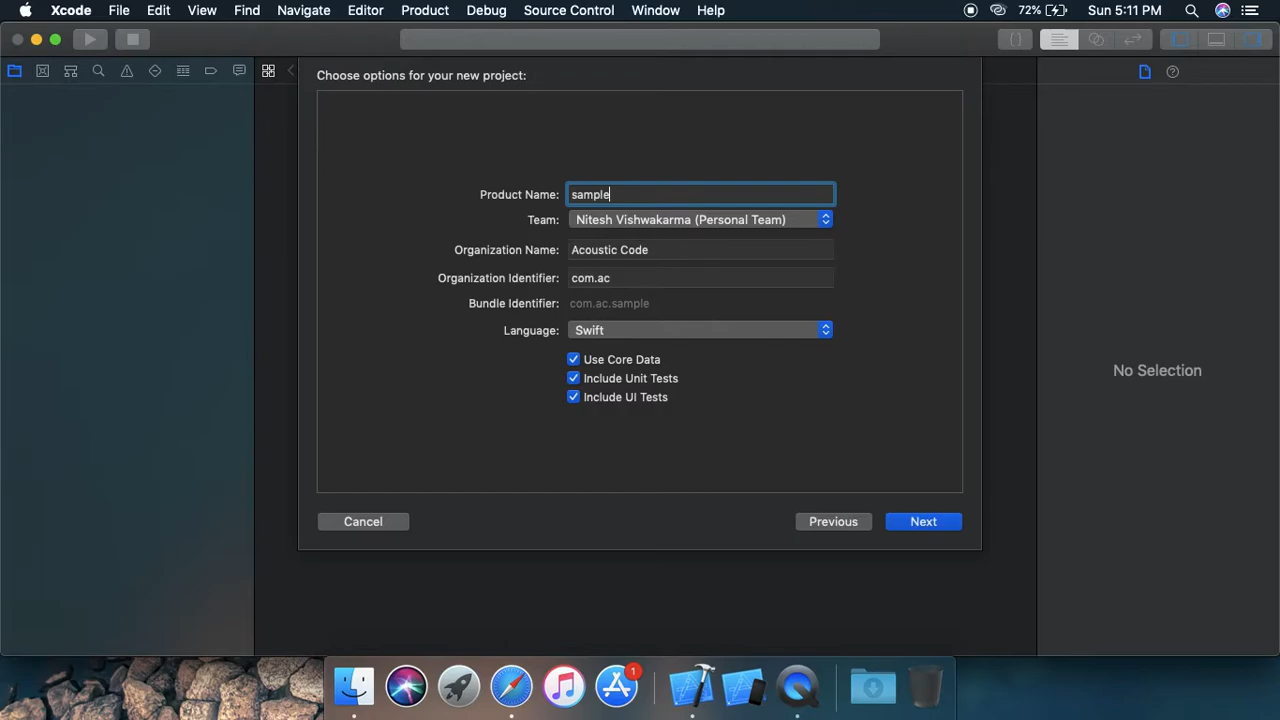 Xcode File Edit View Find Navigate Editor Product Debug Source Control Window Help 72% Sun 5:11 PM
Choose options for your new project:
Product Name: sample
Team: Nitesh Vishwakarma (Personal Team)
Organization Name: Acoustic Code
Organization Identifier: com.ac
Bundle Identifier: com.ac.sample
Language: Swift
Use Core Data
Include Unit Tests
Include UI Tests
No Selection
Cancel Previous Next
1